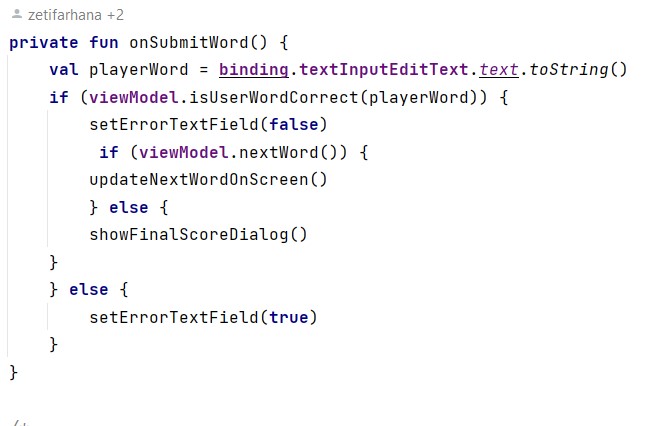 zetifarhana +2
private fun onSubmitWord() {
    val playerWord = binding.textInputEditText.text.toString()
    if (viewModel.isUserWordCorrect(playerWord)) {
        setErrorTextField(false)
         if (viewModel.nextWord()) {
        updateNextWordOnScreen()
        } else {
        showFinalScoreDialog()
    }
    } else {
        setErrorTextField(true)
    }
}